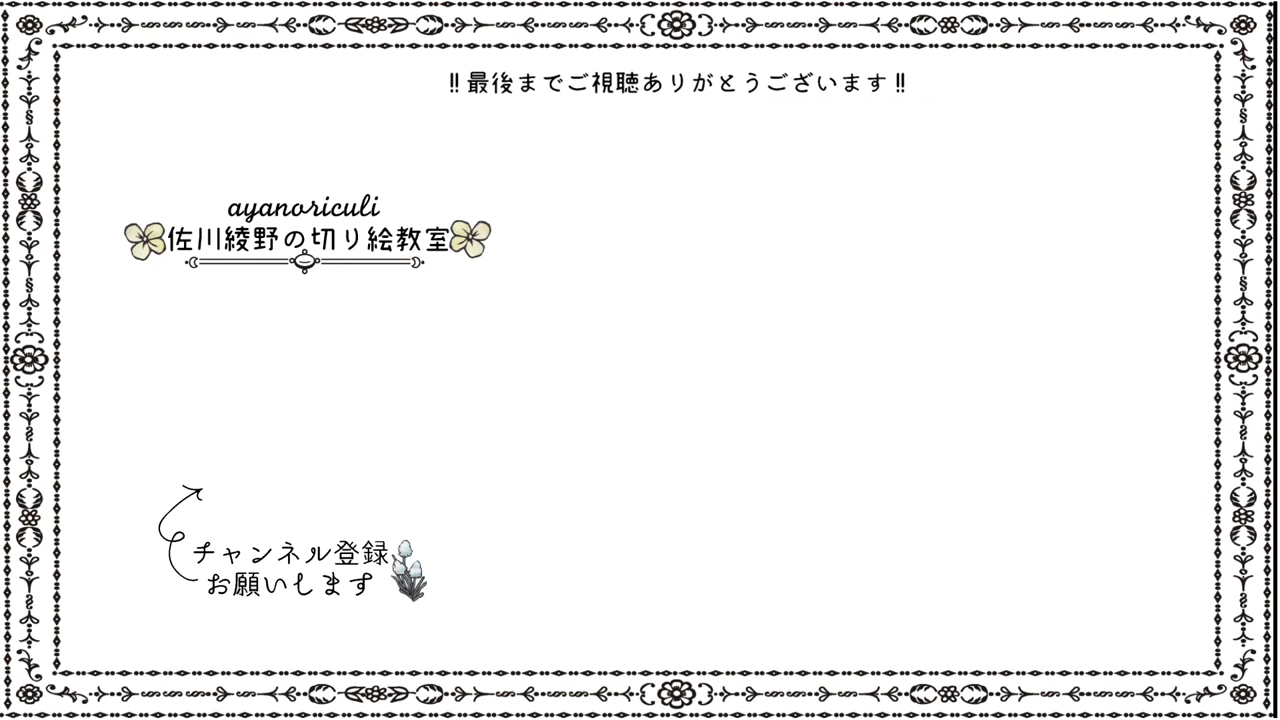 ‼最後までご視聴ありがとうございます‼
ayanoriculi
佐川綾野の切り絵教室
チャンネル登録
お願いします